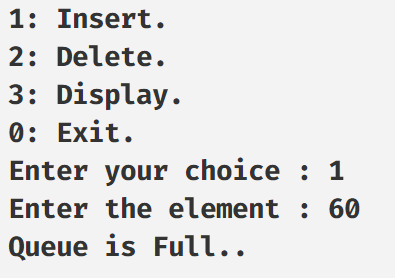 1: Insert.
2: Delete.
3: Display.
0: Exit.
Enter your choice : 1
Enter the element : 60
Queue is Full..